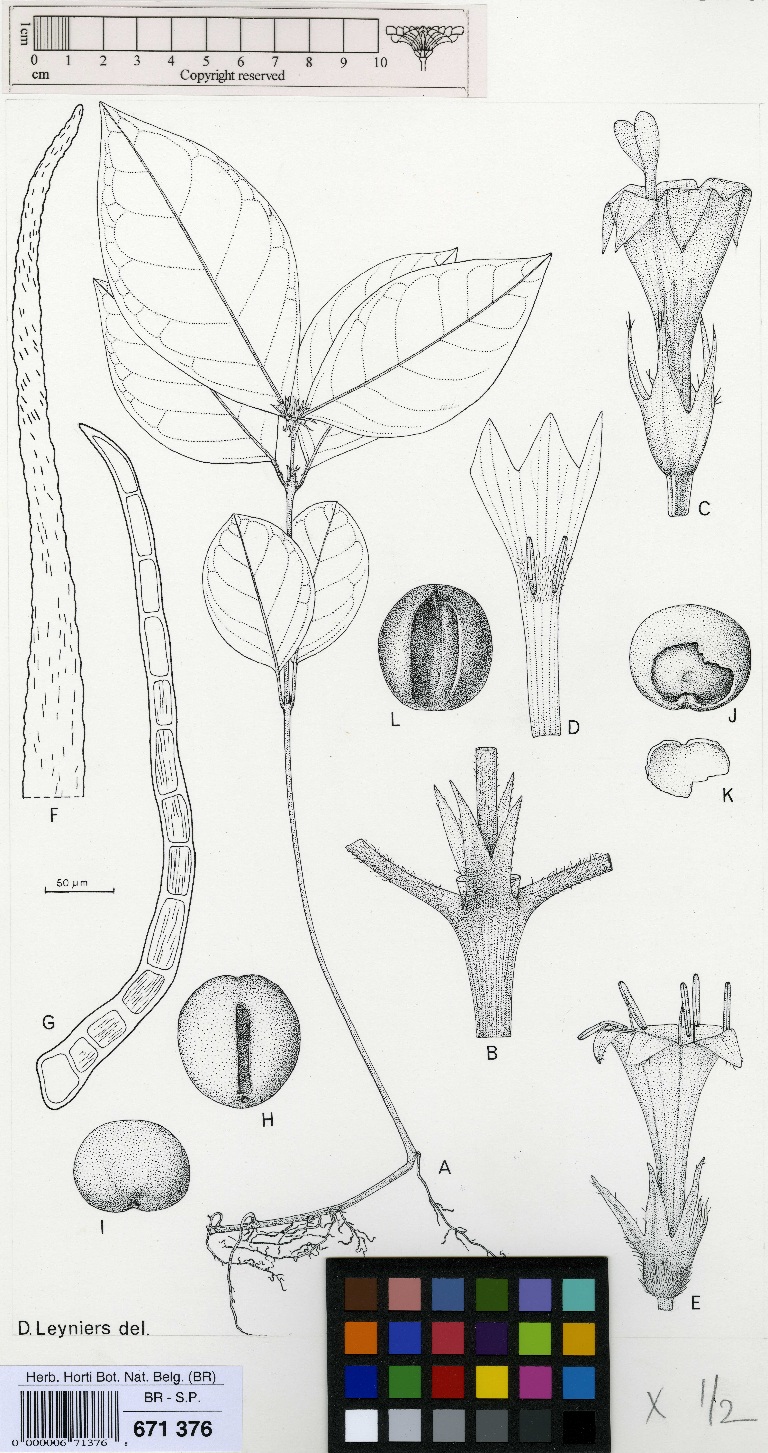 1cm
0 1 2 3 4 5 6 7 8 9 10
cm
Copyright reserved
C
L
D
J
K
F
50 µm
G
B
H
A
I
E
D. Leyniers del.
Herb. Horti Bot. Nat. Belg. (BR)
BR - S.P.
671 376
0 000006 71376
x 1/2